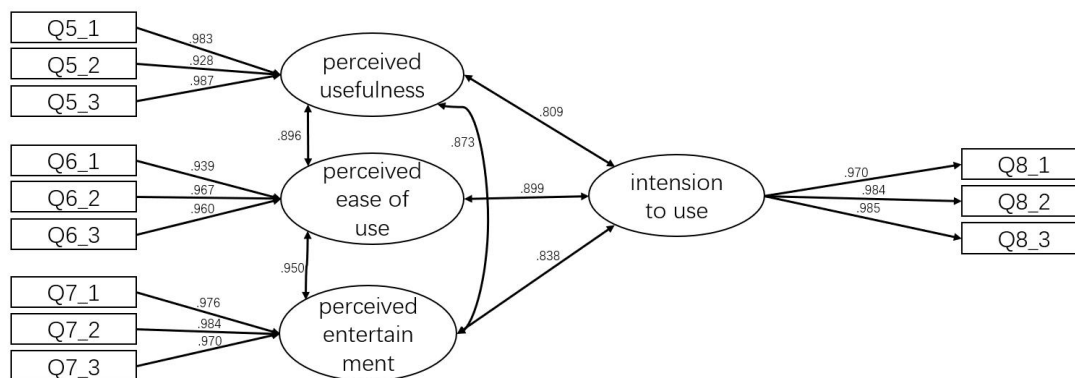 Q5_1
Q5_2
Q5_3
.983
.928
.987
perceived
usefulness
.809
.896
.873
Q6_1
Q6_2
Q6_3
.939
.967
.960
perceived
ease of
use
.899
intension
to use
.970
.984
.985
Q8_1
Q8_2
Q8_3
.950
.838
Q7_1
Q7_2
Q7_3
.976
.984
.970
perceived
entertain
ment